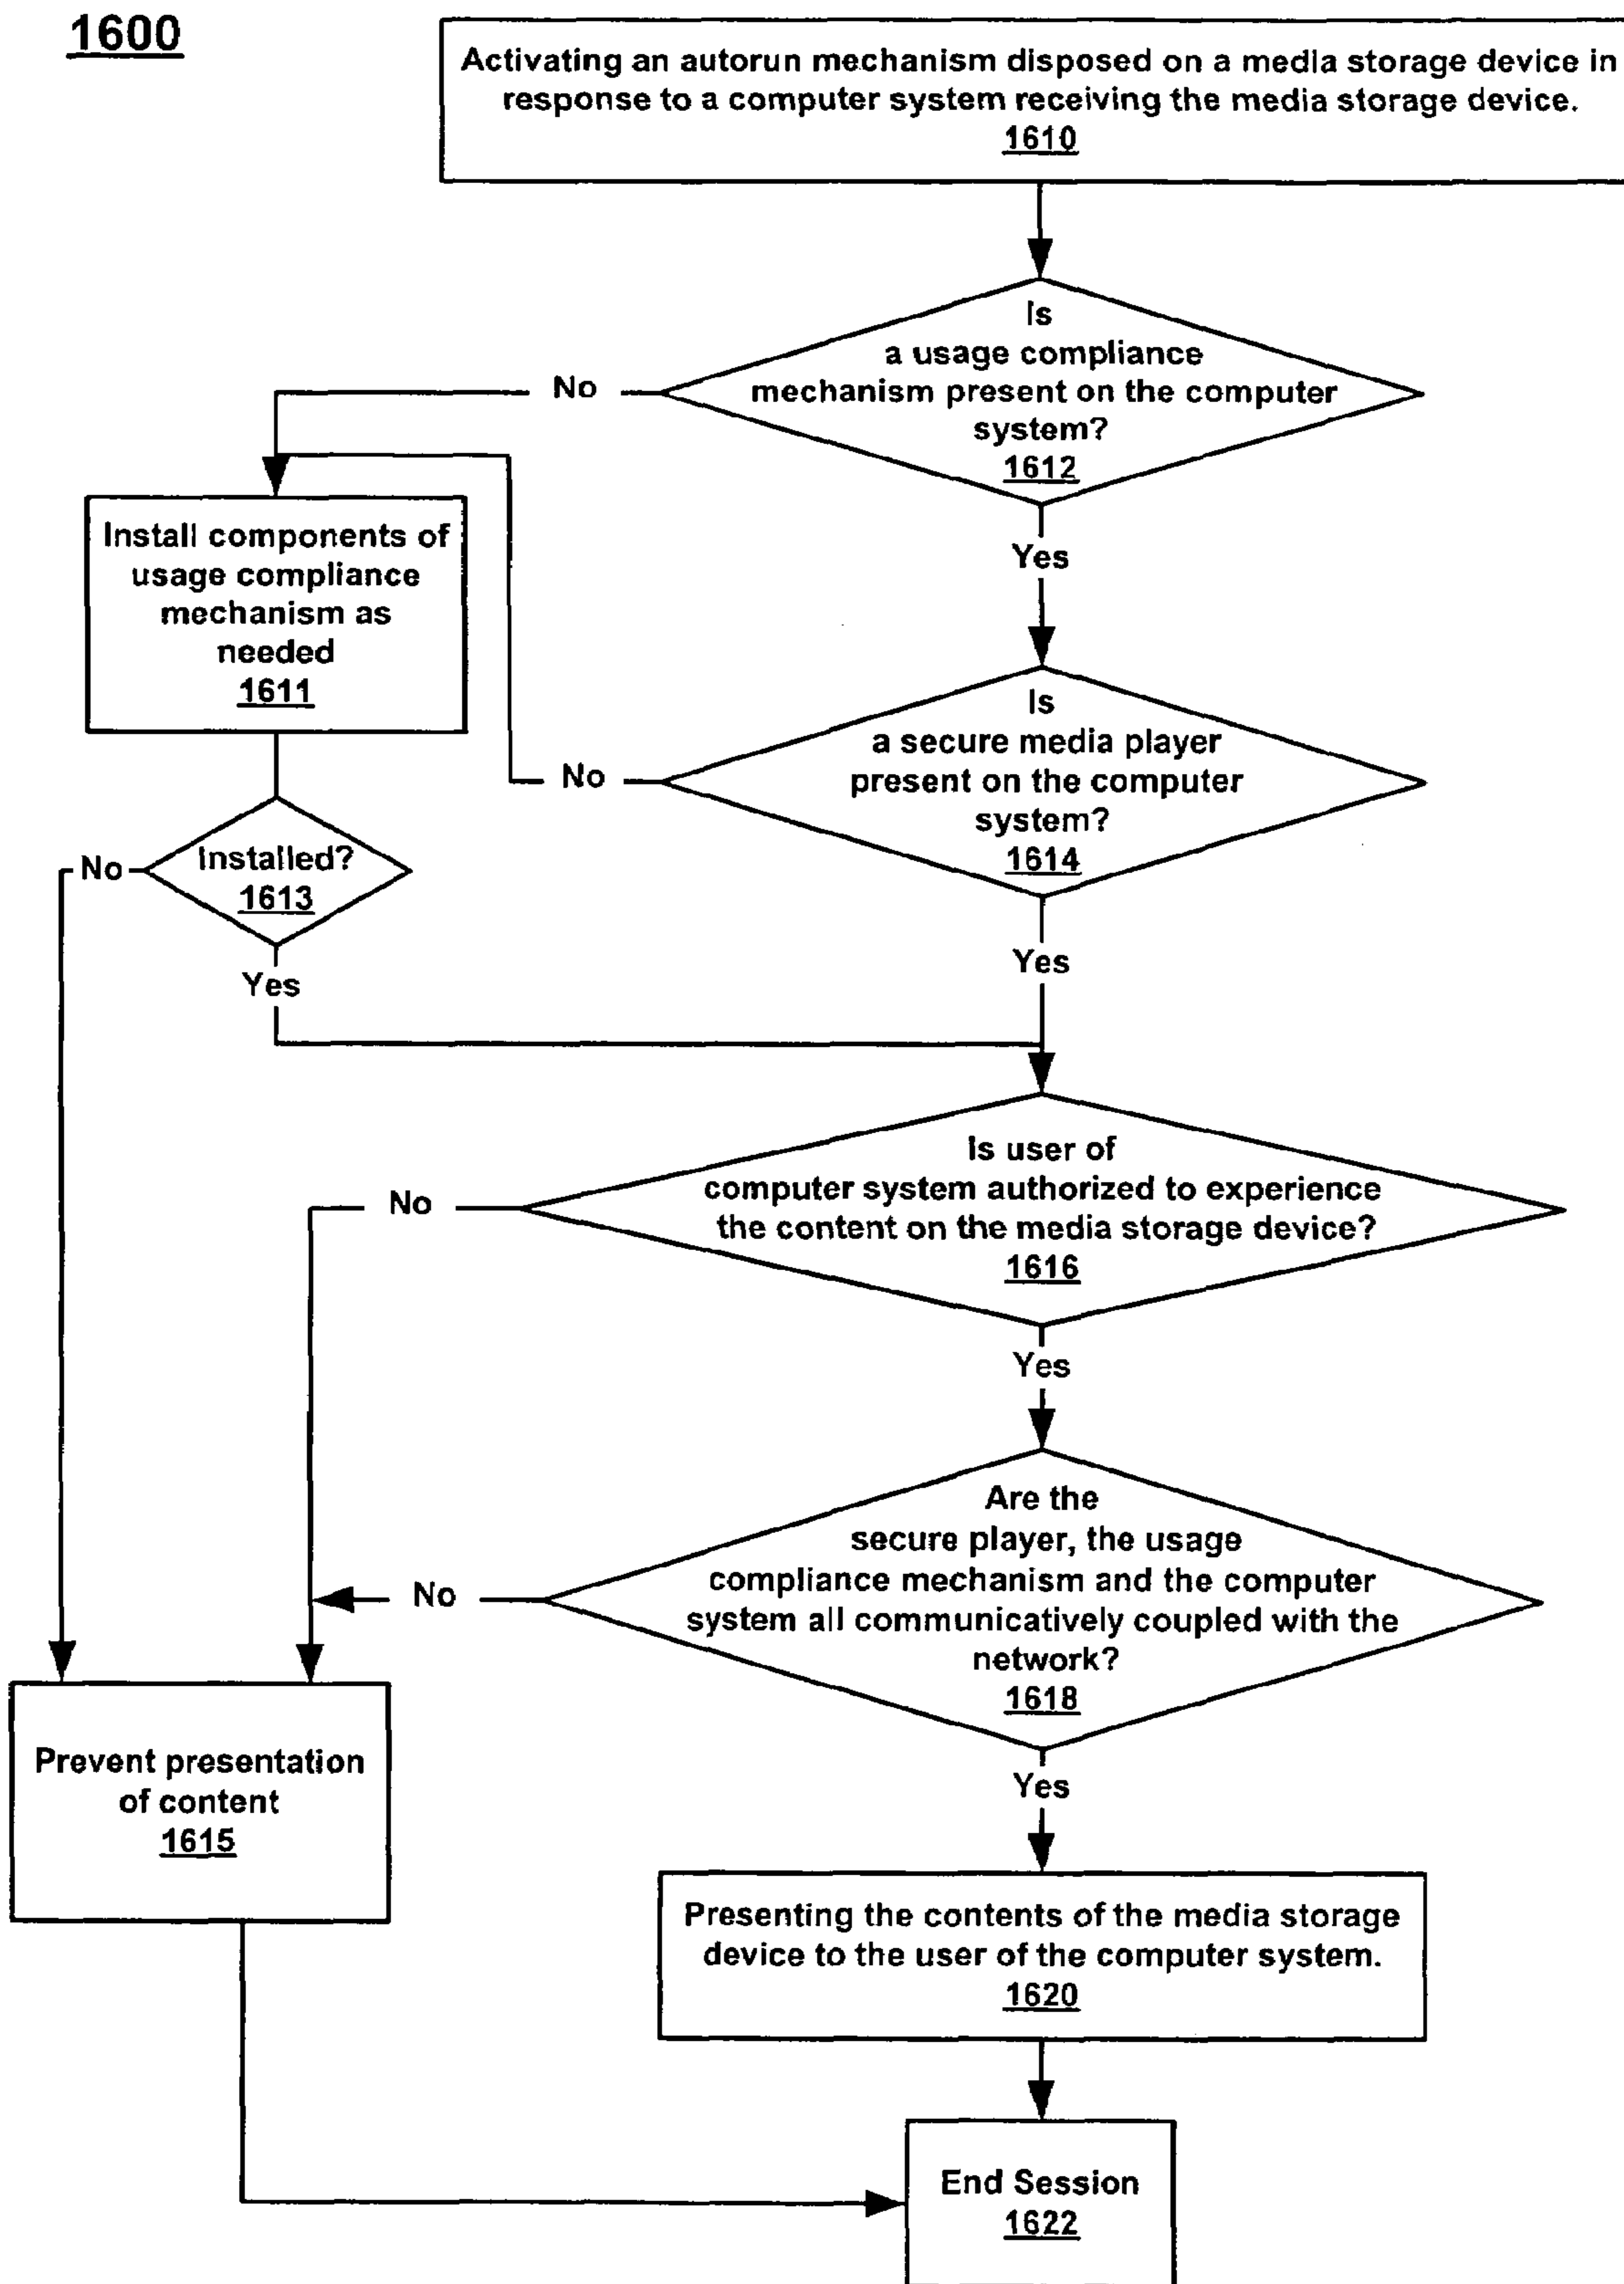 1600
Activating an autorun mechanism disposed on a media storage device in
response to a computer system receiving the media storage device.
1610
Is
a usage compliance
mechanism present on the computer
system?
1612
No
Yes
Install components of
usage compliance
mechanism as
needed
1611
Is
a secure media player
present on the computer
system?
1614
No
Yes
Installed?
1613
No
Yes
Is user of
computer system authorized to experience
the content on the media storage device?
1616
No
Yes
Are the
secure player, the usage
compliance mechanism and the computer
system all communicatively coupled with the
network?
1618
No
Yes
Prevent presentation
of content
1615
Presenting the contents of the media storage
device to the user of the computer system.
1620
End Session
1622